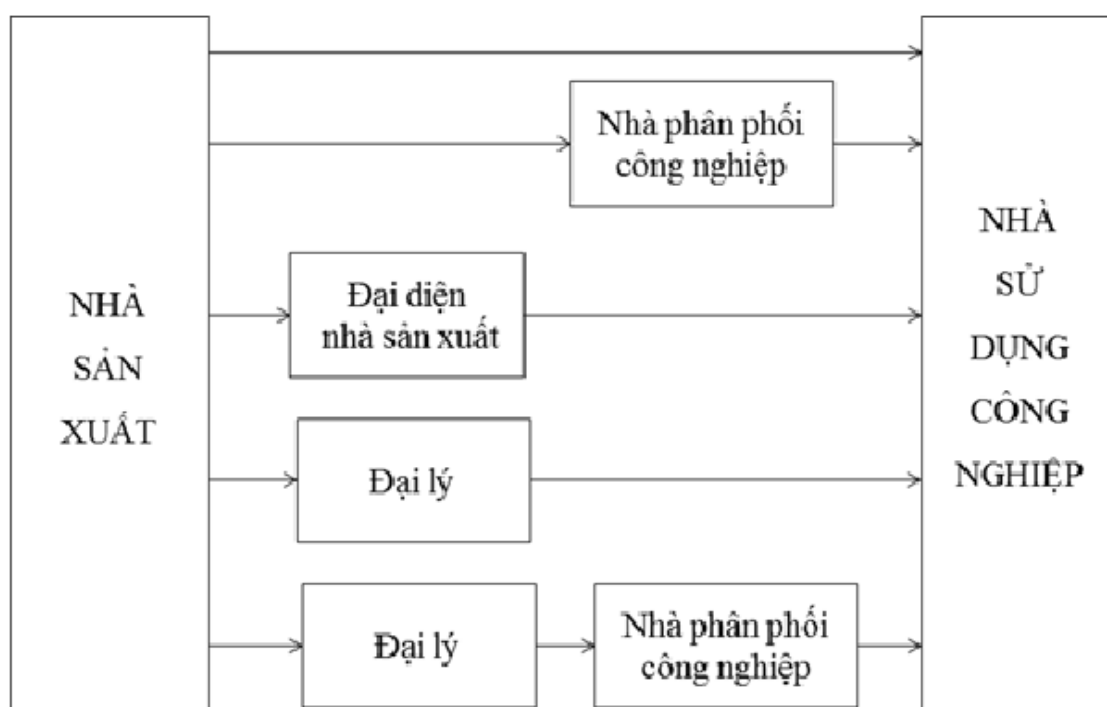 NHÀ
SẢN
XUẤT
Nhà phân phối
công nghiệp
Đại diện
nhà sản xuất
Đại lý
Đại lý
Nhà phân phối
công nghiệp
NHÀ
SỬ
DỤNG
CÔNG
NGHIỆP